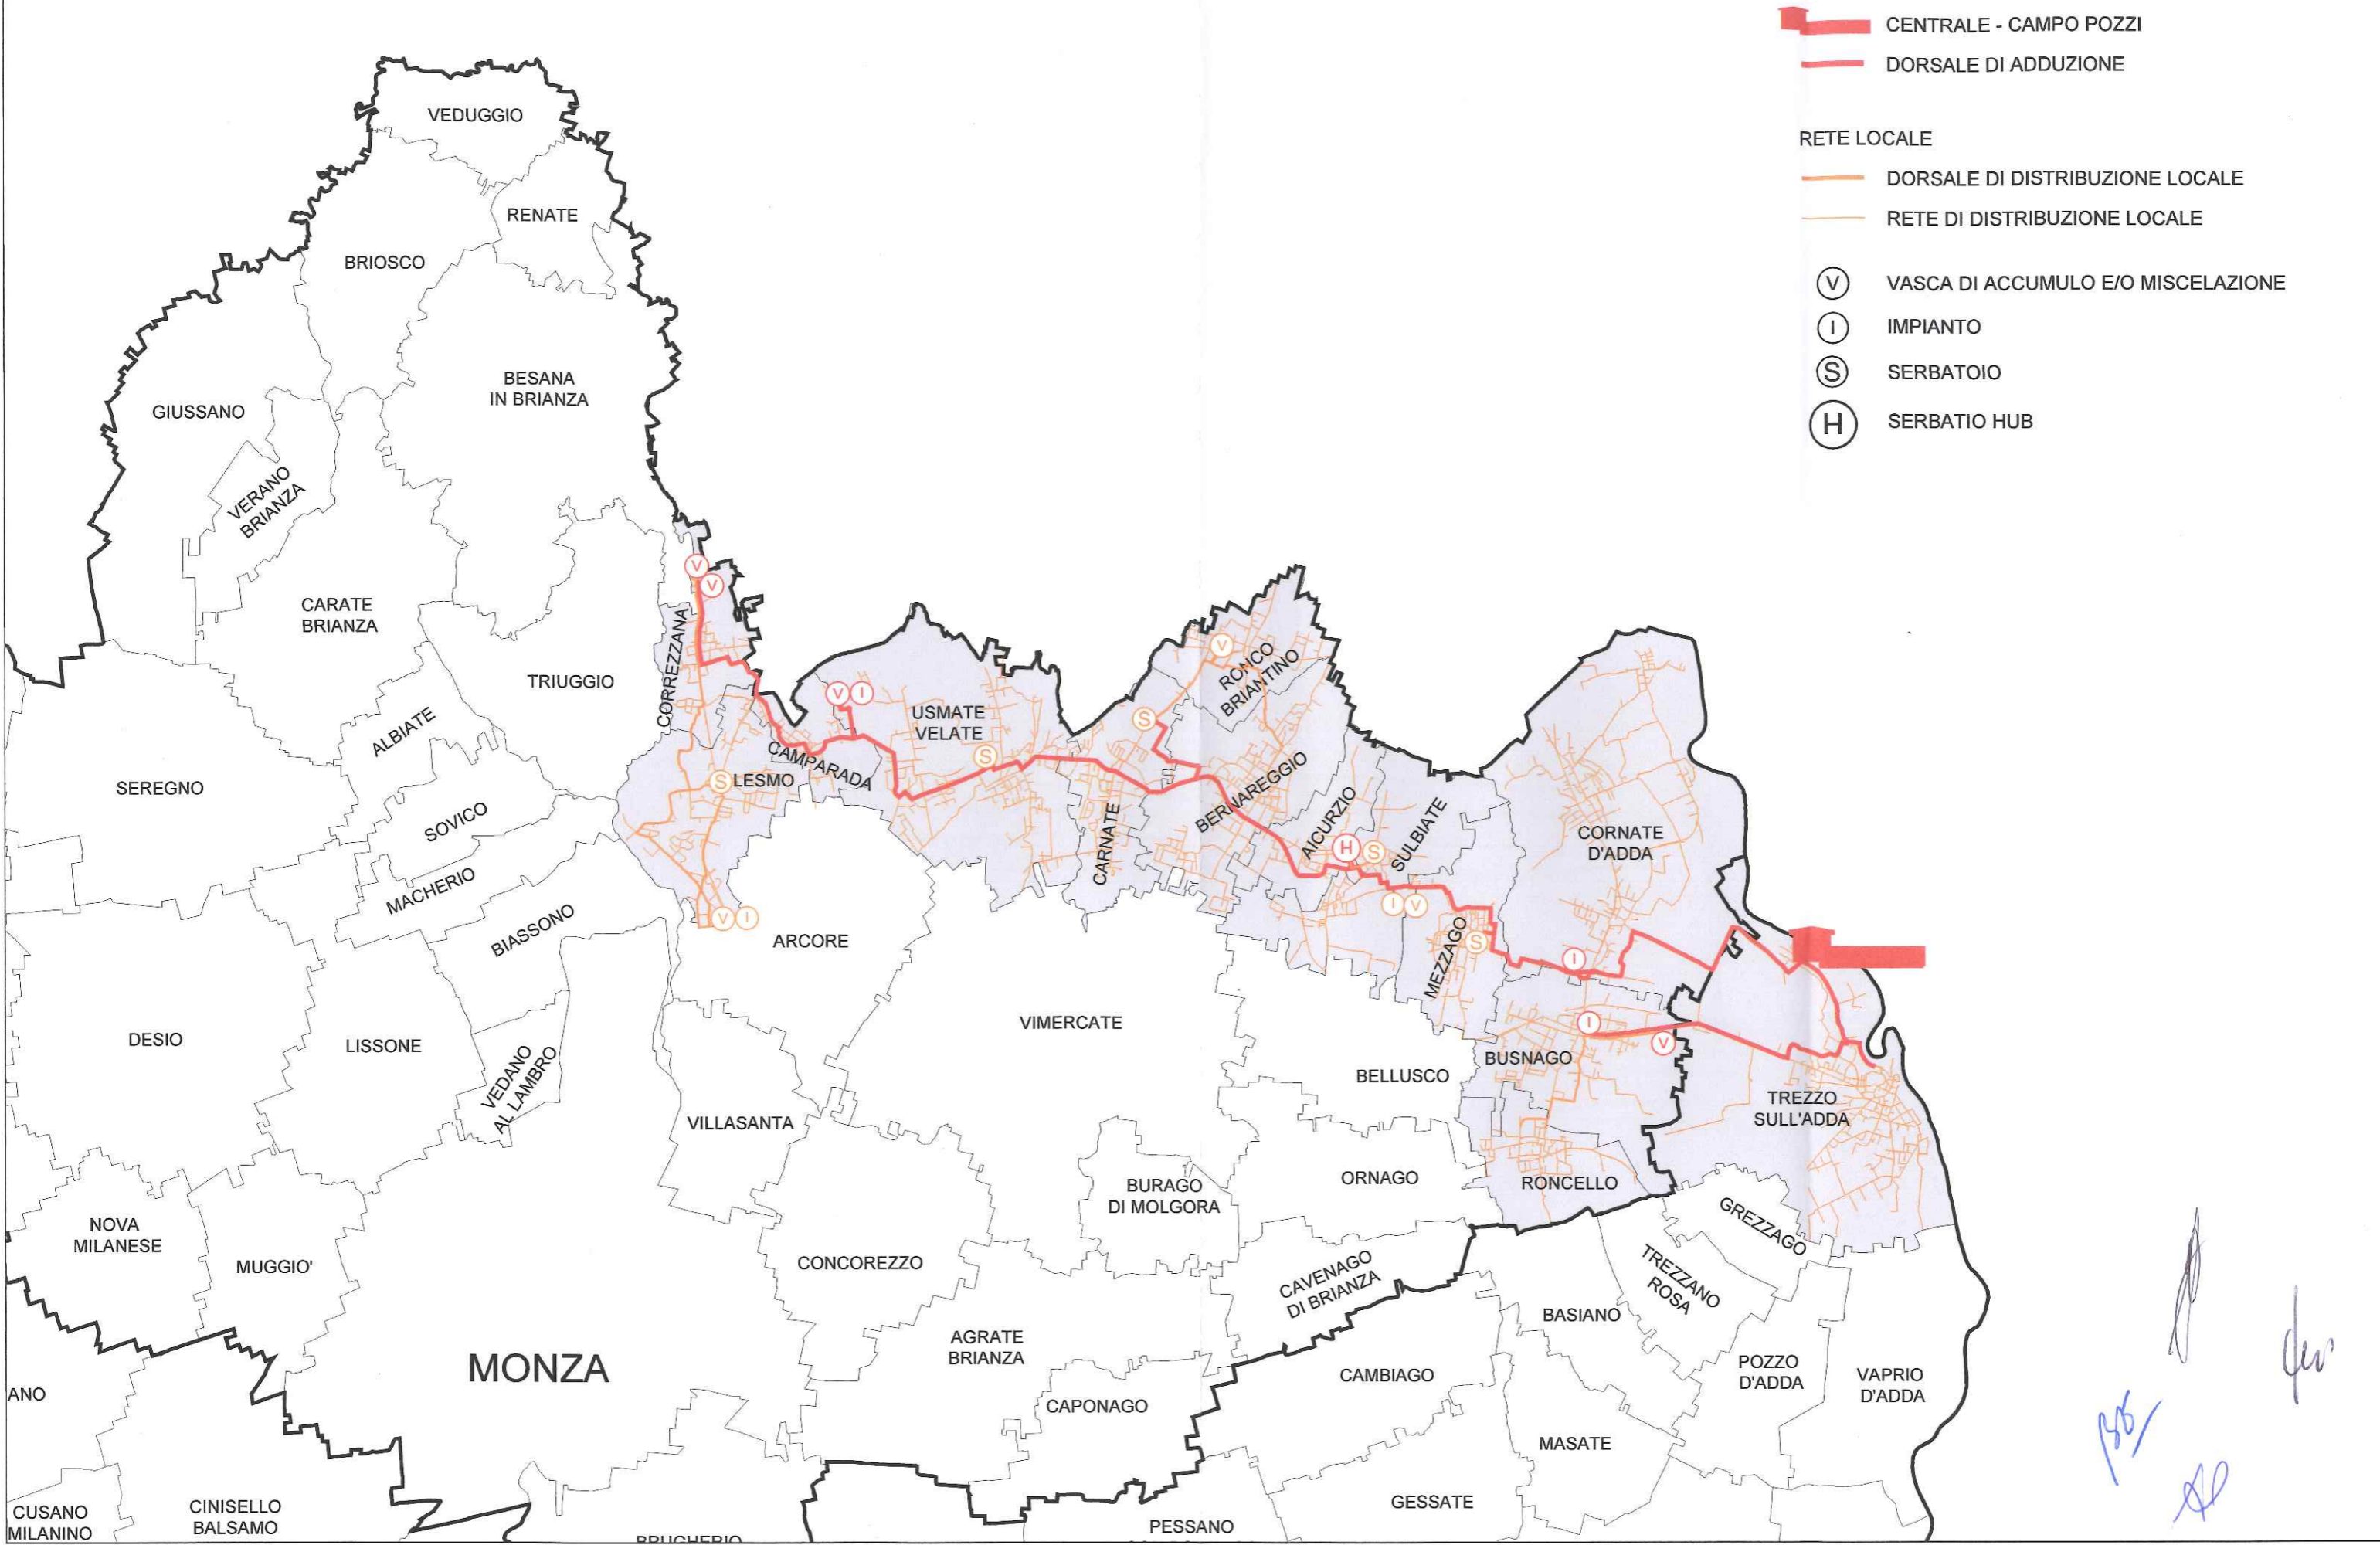 CENTRALE - CAMPO POZZI
DORSALE DI ADDUZIONE
RETE LOCALE
DORSALE DI DISTRIBUZIONE LOCALE
RETE DI DISTRIBUZIONE LOCALE
V VASCA DI ACCUMULO E/O MISCELAZIONE
I IMPIANTO
S SERBATOIO
H SERBATIO HUB
VEDUGGIO
RENATE
BRIOSCO
BESANA
IN BRIANZA
GIUSSANO
VERANO
BRIANZA
CARATE
BRIANZA
TRIUGGIO
CORREZZANA
V
V
ALBIATE
SEREGNO
SOVICO
MACHERIO
BIASSONO
S LESMO
CAMPARADA
V I
USMATE
VELATE
S
S
V
RONCO
BRIANTINO
CARNATE
BERNAREGGIO
AICURZIO
H S
SULBIATE
I V
MEZZAGO
S
CORNATE
D'ADDA
I
V I
ARCORE
VIMERCATE
DESIO
LISSONE
VEDANO
AL LAMBRO
VILLASANTA
BELLUSCO
I
BUSNAGO
V
TREZZO
SULL'ADDA
RONCELLO
ORNAGO
BURAGO
DI MOLGORA
NOVA
MILANESE
MUGGIO'
CONCOREZZO
CAVENAGO
DI BRIANZA
GREZZAGO
TREZZANO
ROSA
BASIANO
AGRATE
BRIANZA
MONZA
CAPONAGO
CAMBIAGO
POZZO
D'ADDA
VAPRIO
D'ADDA
ANO
MASATE
GESSATE
CUSANO
MILANINO
CINISELLO
BALSAMO
BRUGHERIO
PESSANO